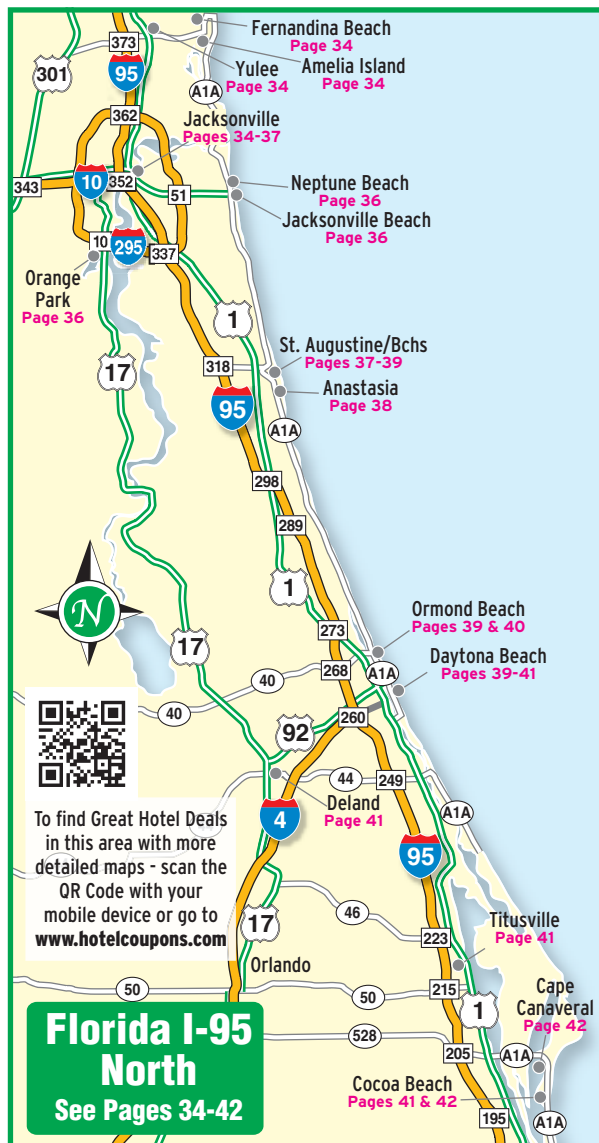 Fernandina Beach
Page 34
373
301
95
Yulee
Page 34
Amelia Island
Page 34
A1A
362
Jacksonville
Pages 34-37
343
10
352
51
Neptune Beach
Page 36
Jacksonville Beach
Page 36
10
295
337
Orange
Park
Page 36
1
17
318
St. Augustine/Bchs
Pages 37-39
Anastasia
Page 38
95
A1A
298
289
1
N
17
273
Ormond Beach
Pages 39 & 40
268
A1A
Daytona Beach
Pages 39-41
40
40
260
92
44
249
Deland
Page 41
4
A1A
44
95
To find Great Hotel Deals
in this area with more
detailed maps - scan the
QR Code with your
mobile device or go to
www.hotelcoupons.com
46
17
223
Titusville
Page 41
Orlando
50
50
215
1
Cape
Canaveral
Page 42
528
205
A1A
Cocoa Beach
Pages 41 & 42
195
A1A
Florida I-95
North
See Pages 34-42